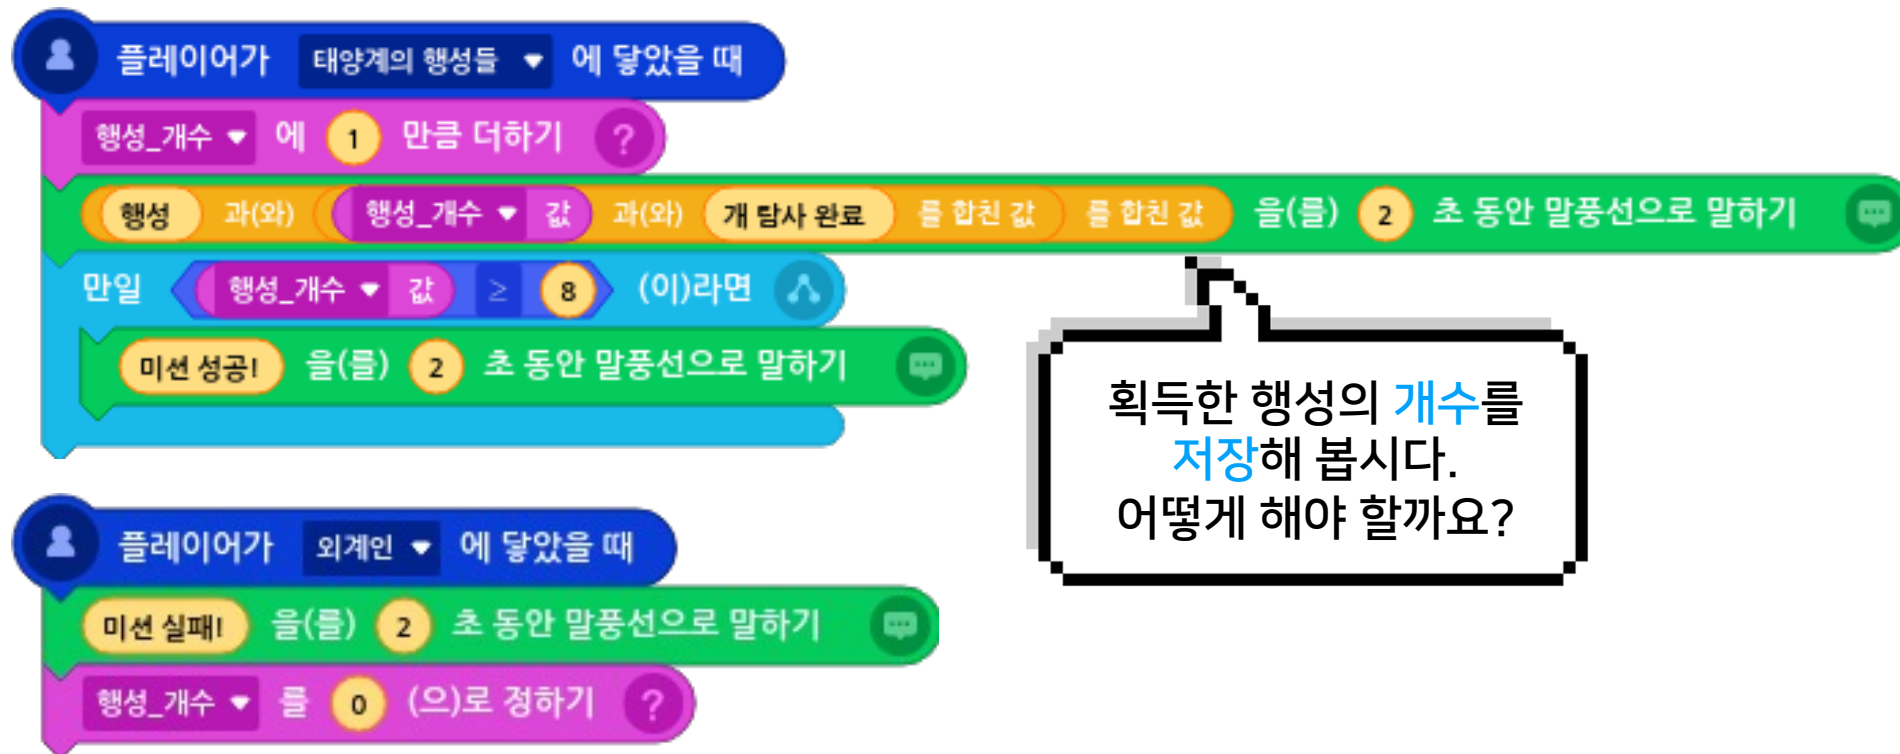 플레이어가 태양계의 행성들 에 닿았을 때
행성_개수 에 1 만큼 더하기 ?
행성 과(와) 행성_개수 값 과(와) 개 탐사 완료 를 합친 값 를 합친 값 을(를) 2 초 동안 말풍선으로 말하기
만일 행성_개수 값 ≥ 8 (이)라면
미션 성공! 을(를) 2 초 동안 말풍선으로 말하기
획득한 행성의 개수를
저장해 봅시다.
어떻게 해야 할까요?
플레이어가 외계인 에 닿았을 때
미션 실패! 을(를) 2 초 동안 말풍선으로 말하기
행성_개수 를 0 (으)로 정하기 ?